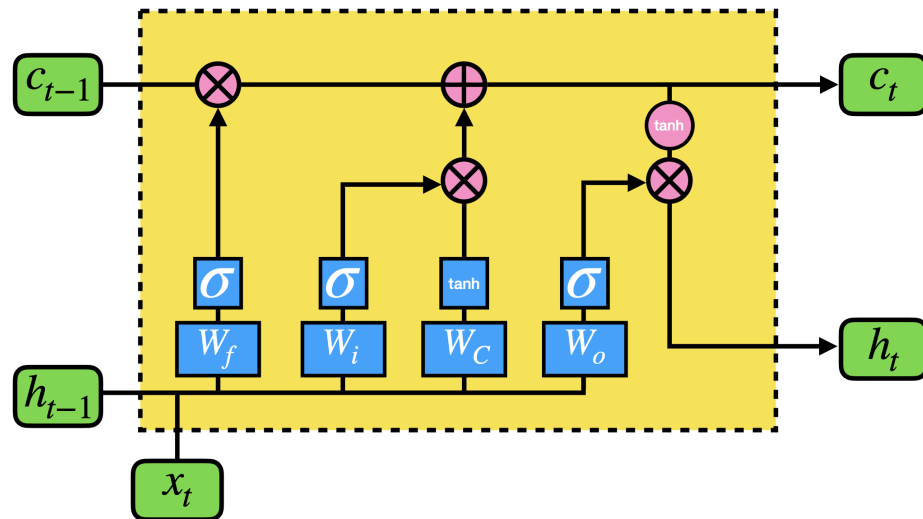 c_{t-1}
c_t
tanh
σ
σ
tanh
σ
W_f
W_i
W_C
W_o
h_t
h_{t-1}
x_t